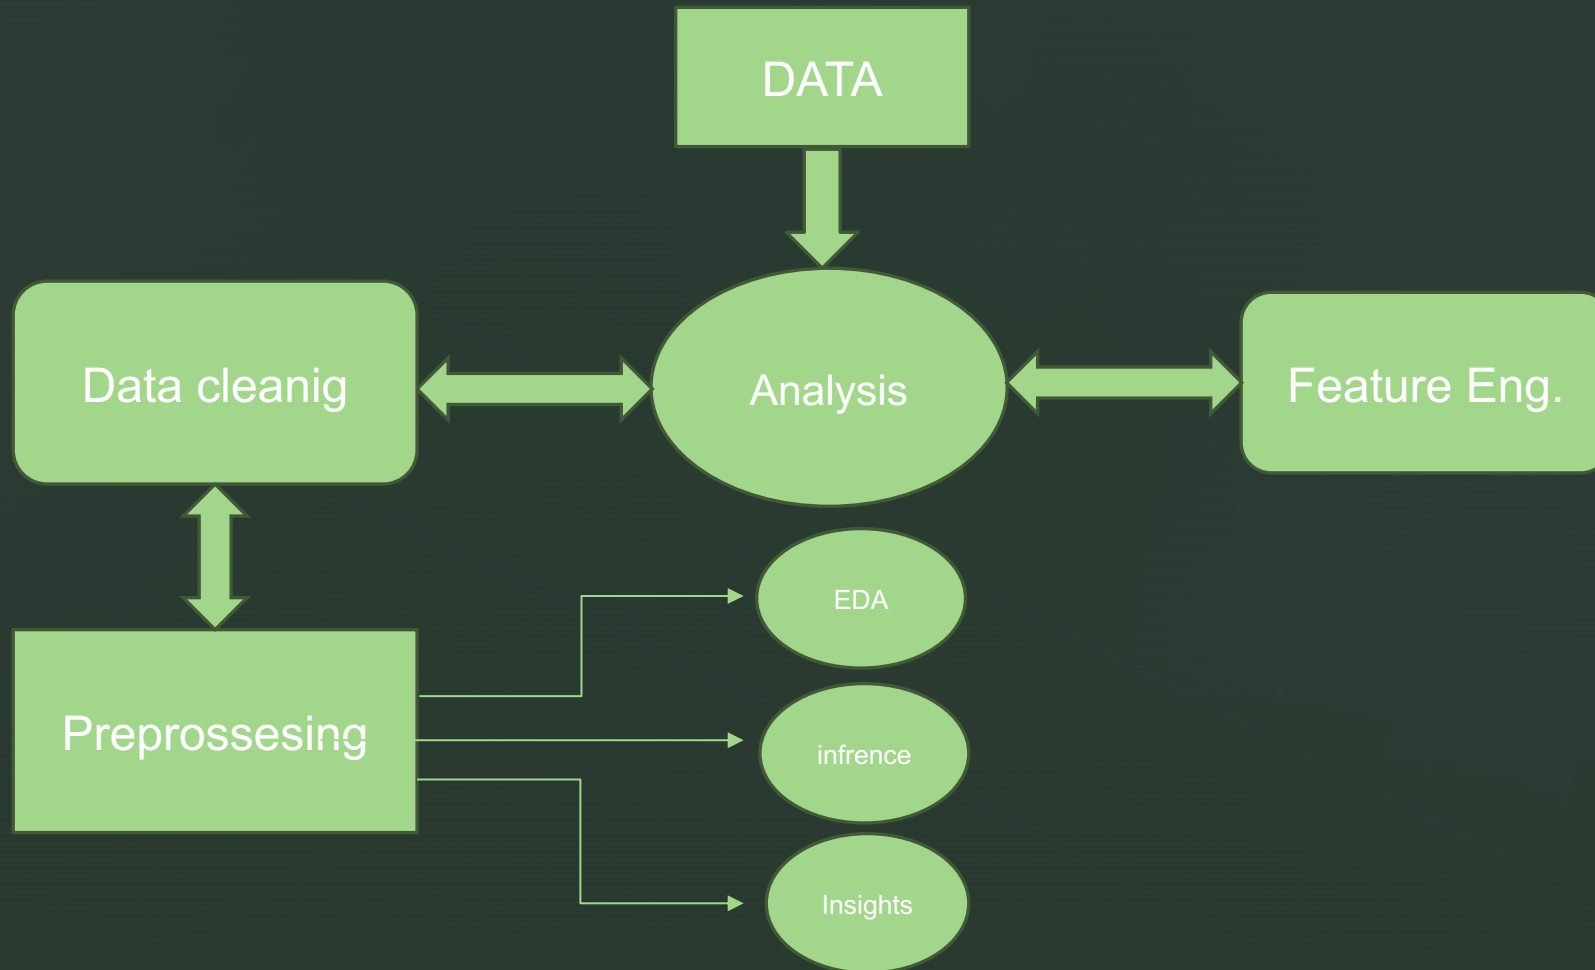 DATA
Data cleanig
Analysis
Feature Eng.
EDA
Preprossesing
infrence
Insights